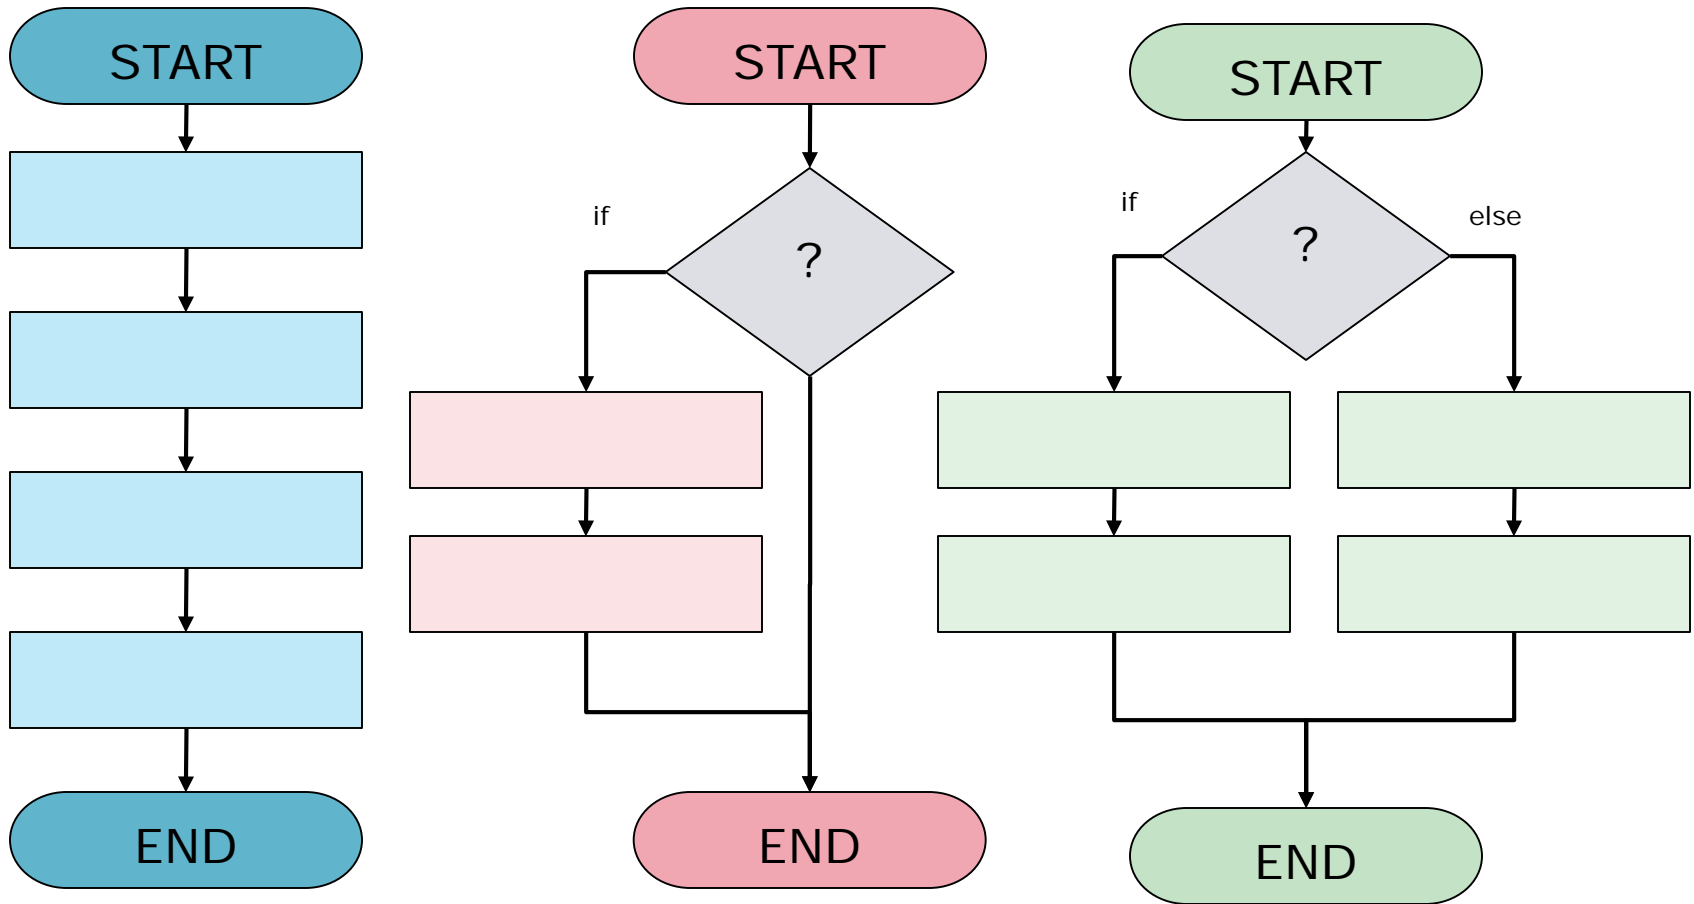 START
START
START
if
?
if
?
else
END
END
END